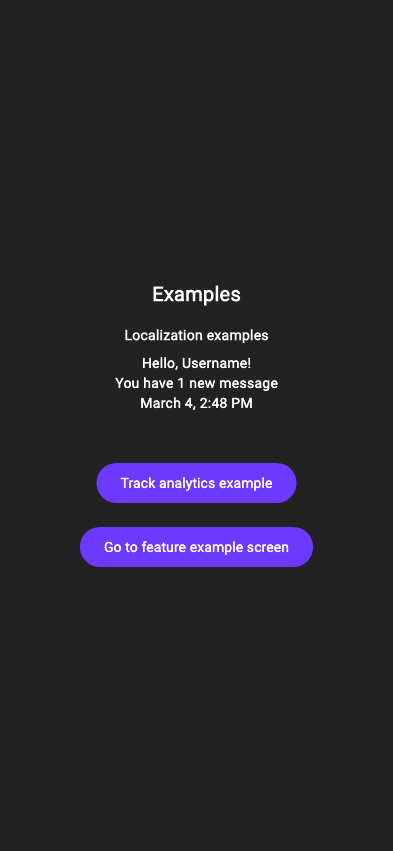 Examples
Localization examples
Hello, Username!
You have 1 new message
March 4, 2:48 PM
Track analytics example
Go to feature example screen